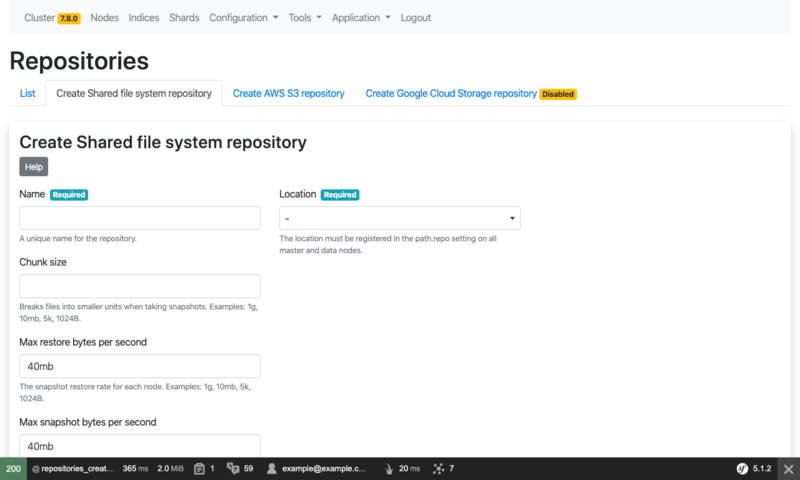 Cluster 7.8.0 Nodes Indices Shards Configuration Tools Application Logout
Repositories
List Create Shared file system repository Create AWS S3 repository Create Google Cloud Storage repository Disabled
Create Shared file system repository
Help
Name Required
A unique name for the repository.
Location Required
-
The location must be registered in the path.repo setting on all
master and data nodes.
Chunk size
Breaks files into smaller units when taking snapshots. Examples: 1g,
10mb, 5k, 1024B.
Max restore bytes per second
40mb
The snapshot restore rate for each node. Examples: 1g, 10mb, 5k,
1024B.
Max snapshot bytes per second
40mb
200 @ repositories_creat... 365 ms 2.0 MiB 1 59 example@example.c... 20 ms 7 sf 5.1.2